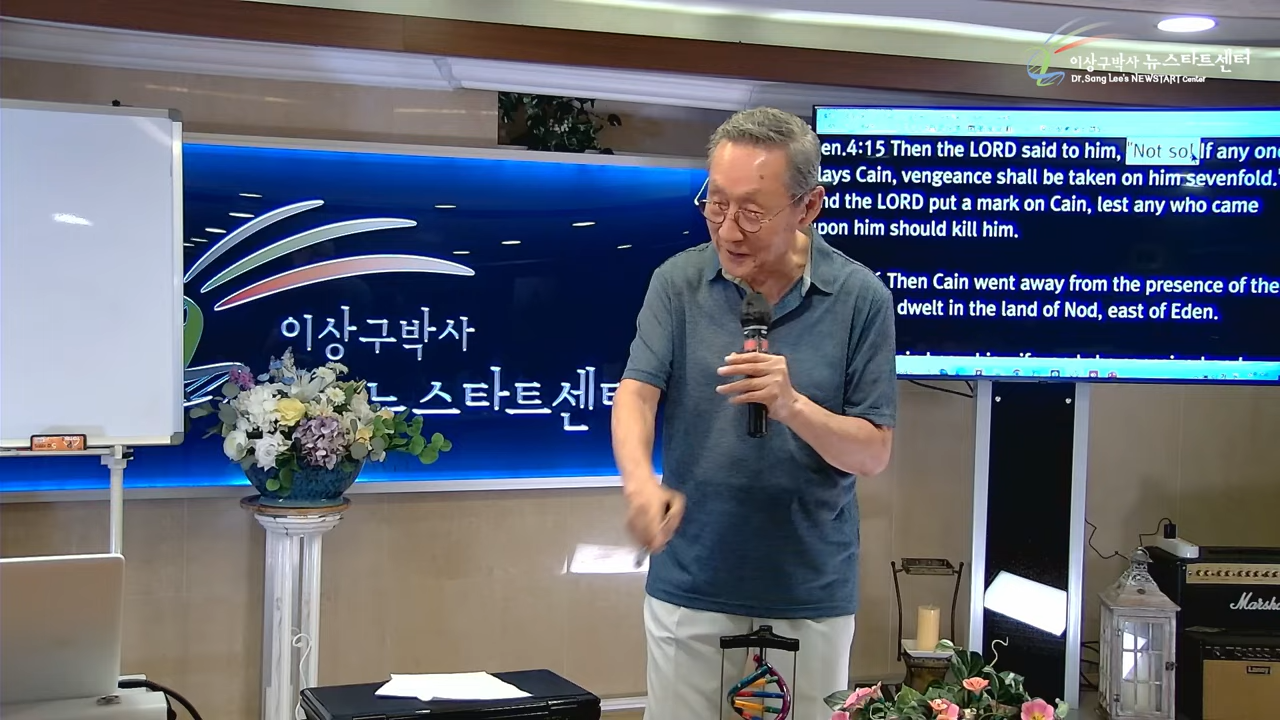 이상구박사 뉴스타트센터
Dr.Sang Lee's NEWSTART Center
en.4:15 Then the LORD said to him, "Not so! If any one
lays Cain, vengeance shall be taken on him sevenfold."
nd the LORD put a mark on Cain, lest any who came
upon him should kill him.
Then Cain went away from the presence of the
dwelt in the land of Nod, east of Eden.
이상구박사
뉴스타트센터
Marsh